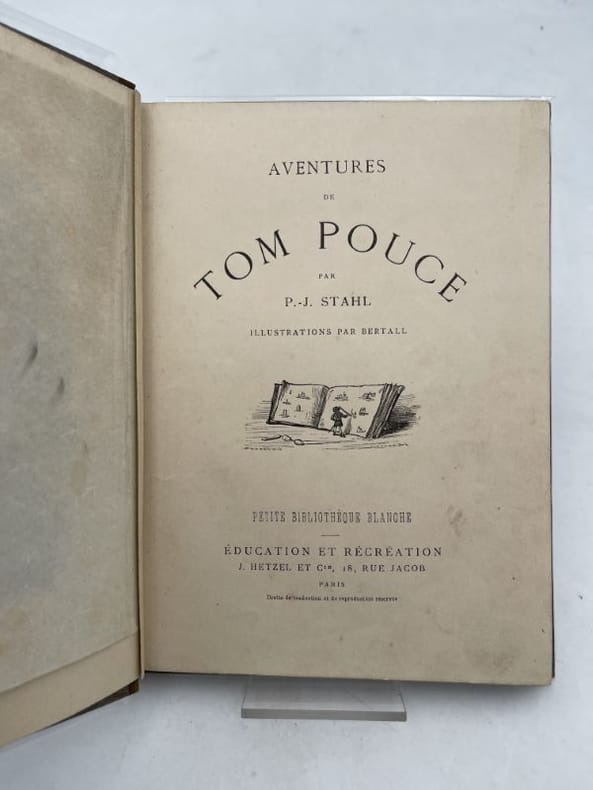 AVENTURES
DE
TOM POUCE
PAR
P.-J. STAHL
ILLUSTRATIONS PAR BERTALL
PETITE BIBLIOTHÈQUE BLANCHE
ÉDUCATION ET RÉCRÉATION
J. HETZEL ET Cie, 18, RUE JACOB
PARIS
Droits de traduction et de reproduction réservés